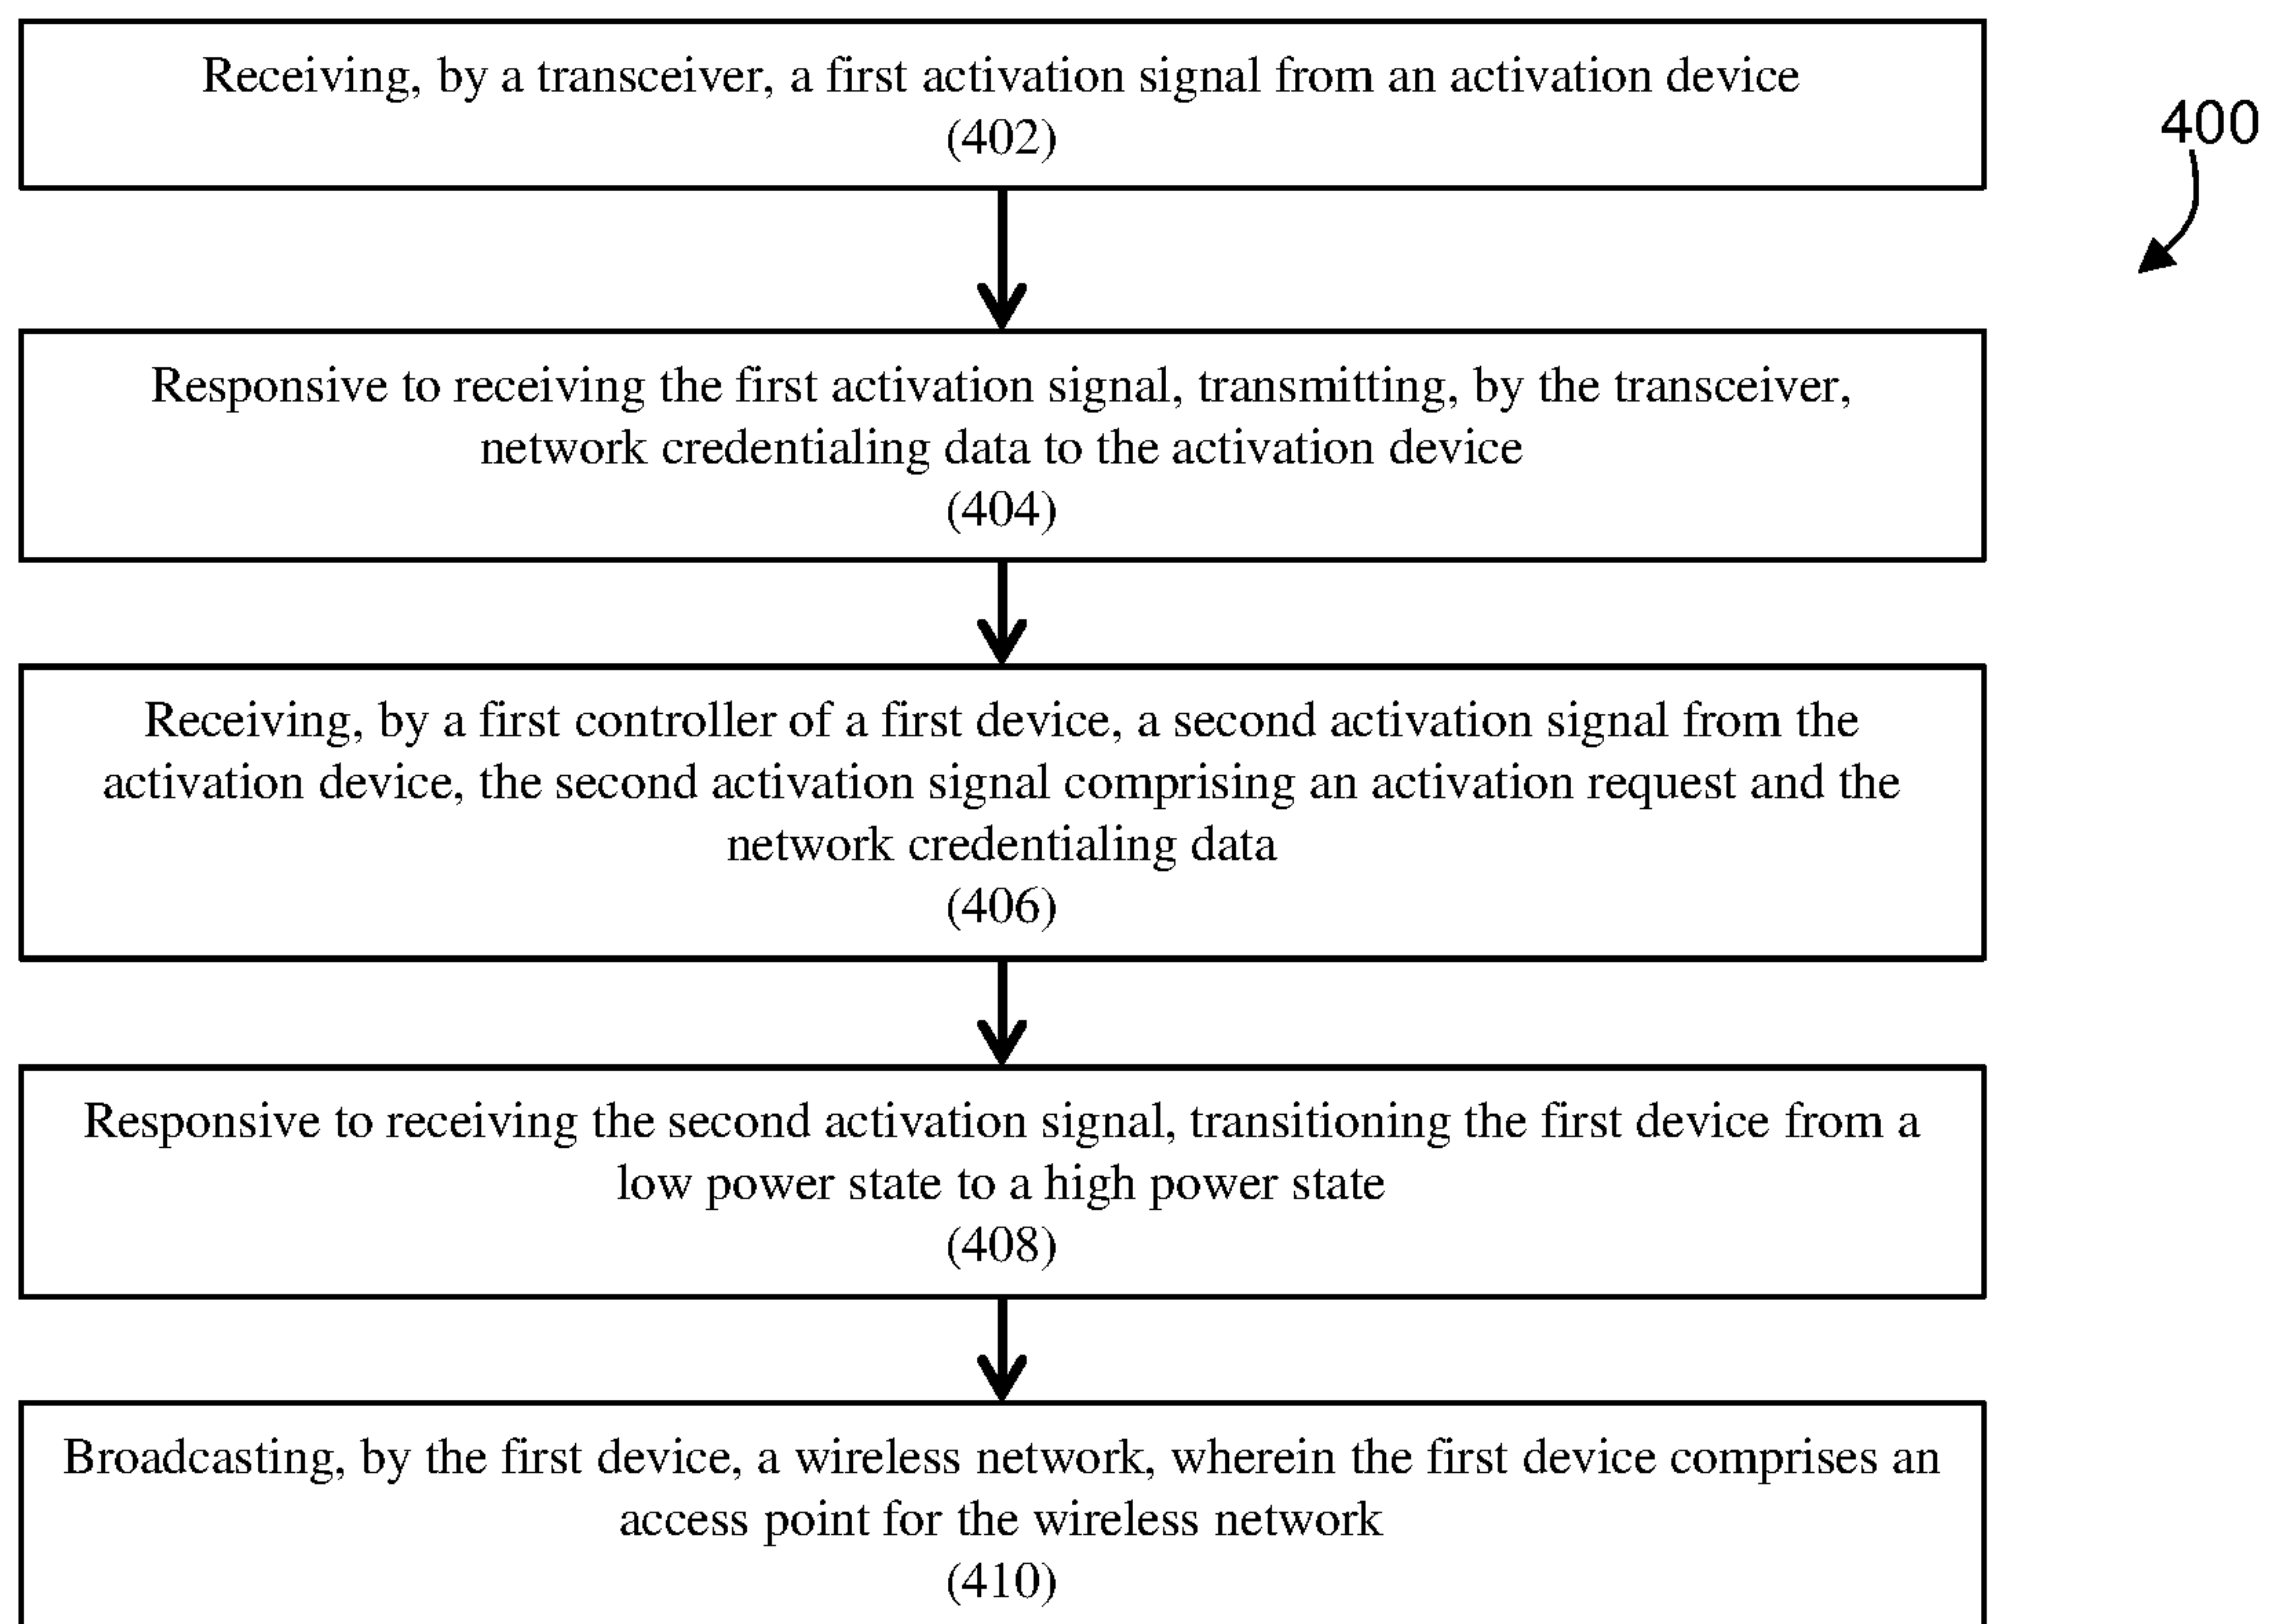 Receiving, by a transceiver, a first activation signal from an activation device
(402)
400
Responsive to receiving the first activation signal, transmitting, by the transceiver,
network credentialing data to the activation device
(404)
Receiving, by a first controller of a first device, a second activation signal from the
activation device, the second activation signal comprising an activation request and the
network credentialing data
(406)
Responsive to receiving the second activation signal, transitioning the first device from a
low power state to a high power state
(408)
Broadcasting, by the first device, a wireless network, wherein the first device comprises an
access point for the wireless network
(410)